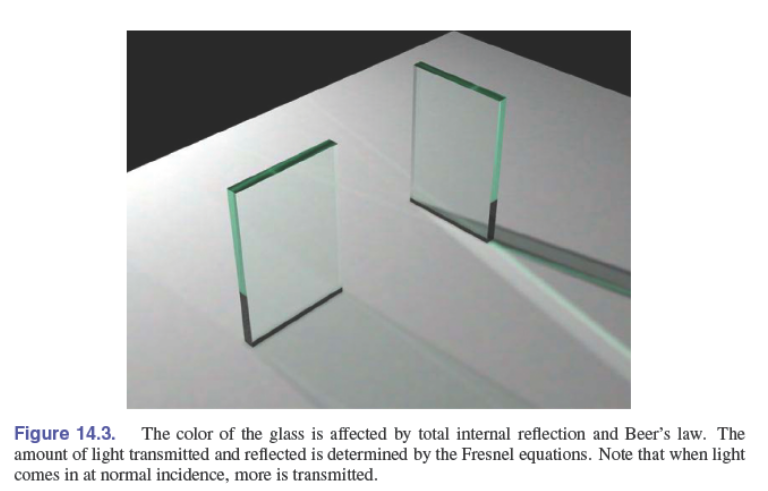 Figure 14.3. The color of the glass is affected by total internal reflection and Beer's law. The
amount of light transmitted and reflected is determined by the Fresnel equations. Note that when light
comes in at normal incidence, more is transmitted.